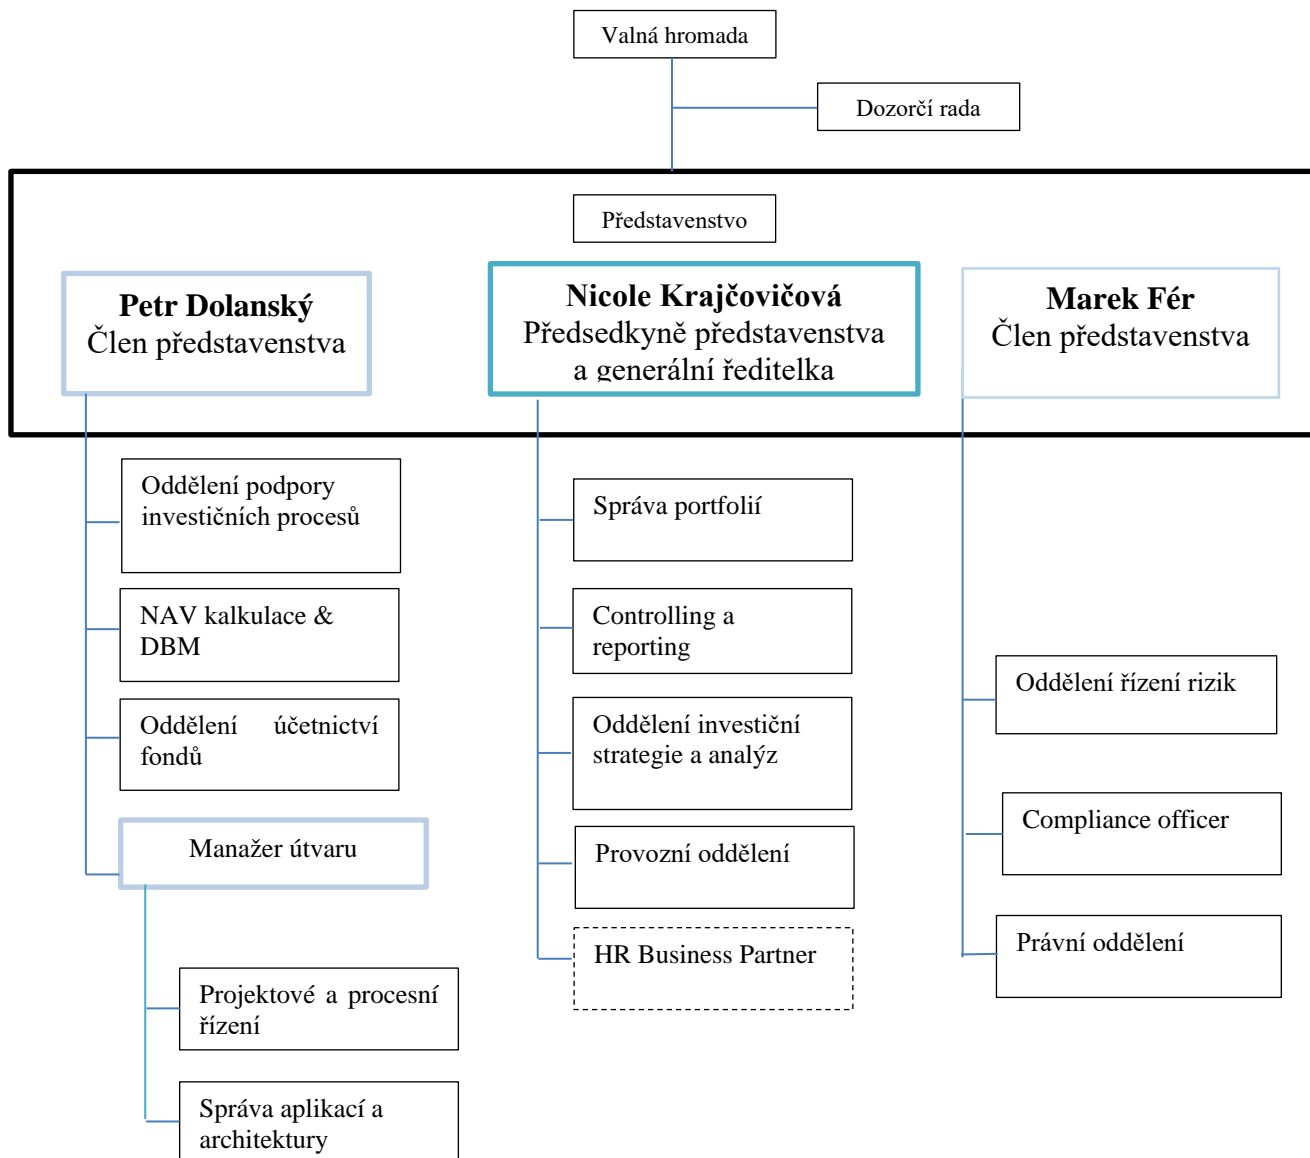 Valná hromada
Dozorčí rada
Představenstvo
Petr Dolanský
Člen představenstva
Nicole Krajčovičová
Předsedkyně představenstva
a generální ředitelka
Marek Fér
Člen představenstva
Oddělení podpory
investičních procesů
NAV kalkulace &
DBM
Oddělení účetnictví
fondů
Manažer útvaru
Projektové a procesní
řízení
Správa aplikací a
architektury
Správa portfolií
Controlling a
reporting
Oddělení investiční
strategie a analýz
Provozní oddělení
HR Business Partner
Oddělení řízení rizik
Compliance officer
Právní oddělení